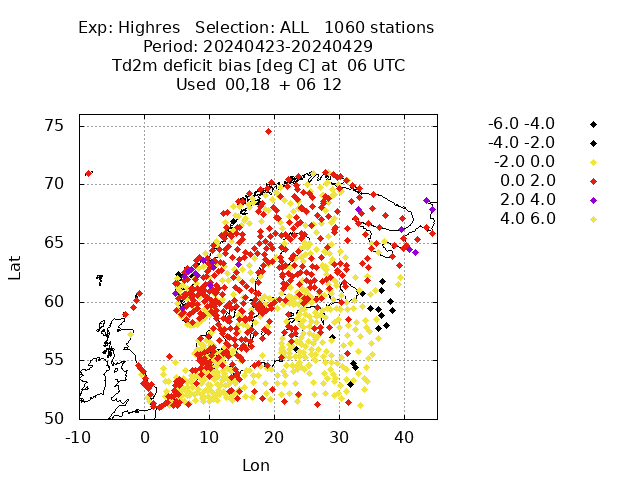 Exp: Highres   Selection: ALL   1060 stations
Period: 20240423-20240429
Td2m deficit bias [deg C] at  06 UTC
Used  00,18  + 06 12
-6.0 -4.0
-4.0 -2.0
-2.0 0.0
0.0 2.0
2.0 4.0
4.0 6.0
75
70
65
60
55
50
Lat
-10 0 10 20 30 40
Lon